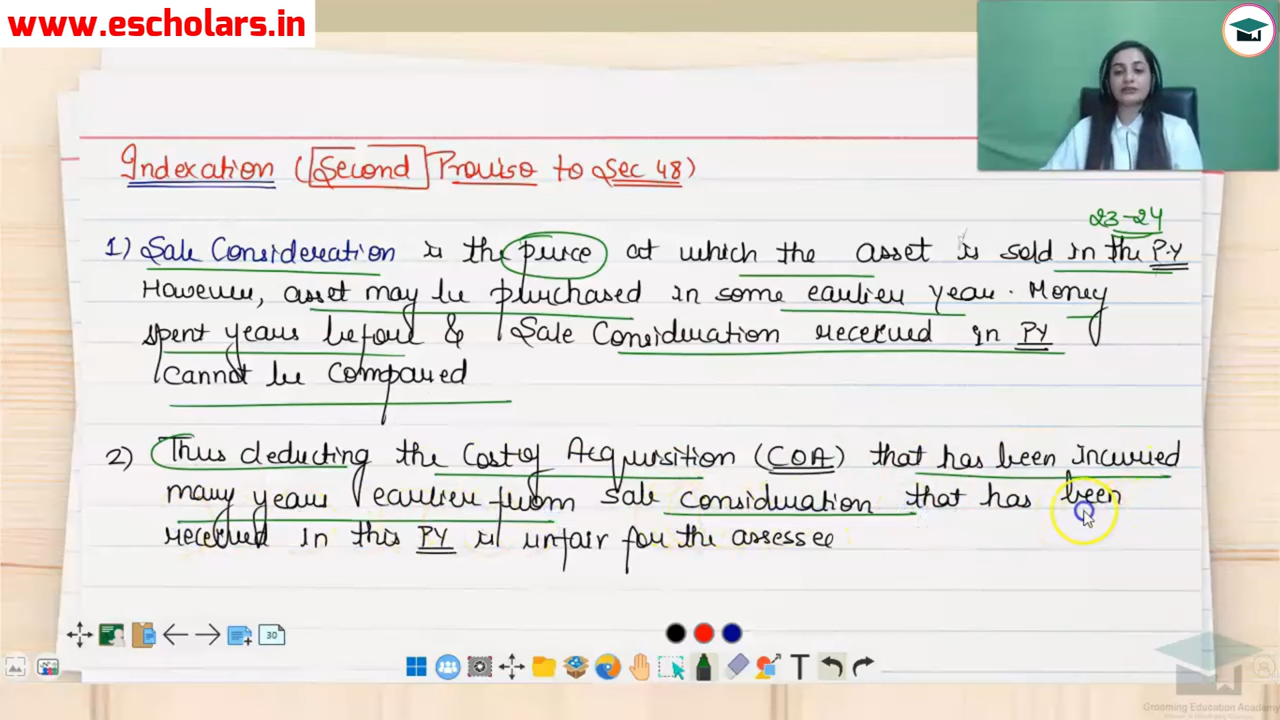 www.escholars.in
Indexation (Second Proviso to Sec 48)
23-24
1) Sale Consideration is the price at which the asset is sold in the P.Y
However, asset may be purchased in some earlier year. Money
spent years before & Sale Consideration received in PY
cannot be compared
2) Thus deducting the Cost of Acquisition (COA) that has been Incurred
many years earlier from sale consideration that has been
received in this PY is unfair for the assessee
30
T
Grooming Education Academy